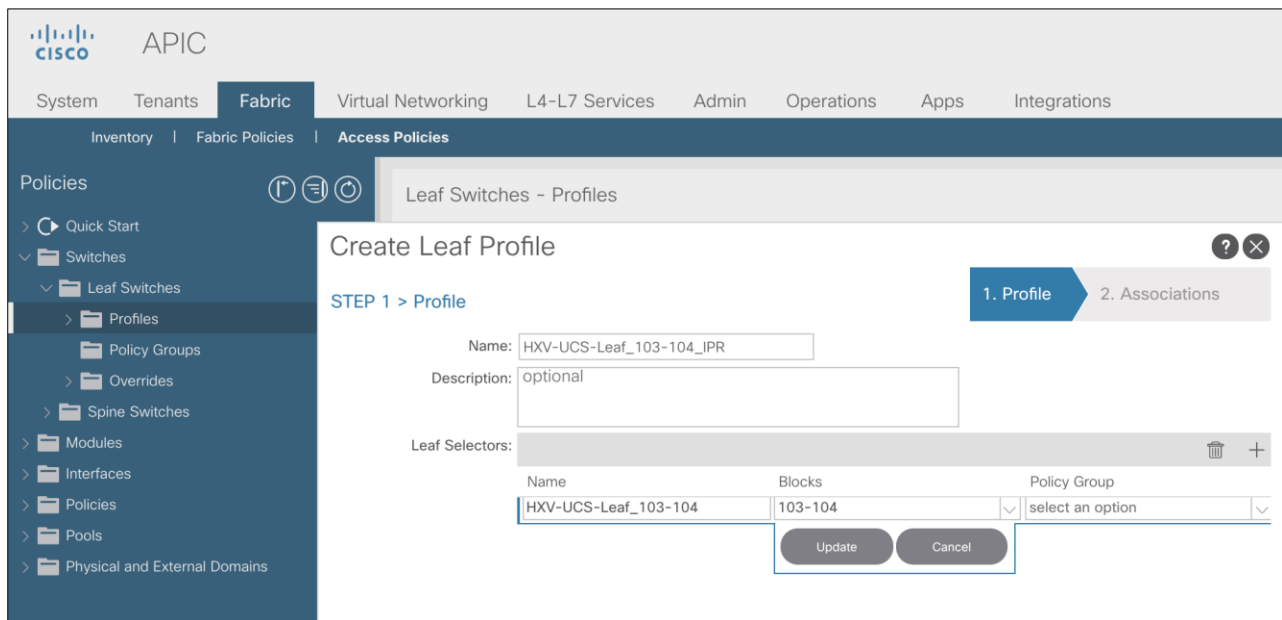 CISCO APIC
System Tenants Fabric Virtual Networking L4-L7 Services Admin Operations Apps Integrations
Inventory | Fabric Policies | Access Policies
Policies
Quick Start
Switches
Leaf Switches
Profiles
Policy Groups
Overrides
Spine Switches
Modules
Interfaces
Policies
Pools
Physical and External Domains
Leaf Switches - Profiles
Create Leaf Profile
?
STEP 1 > Profile
1. Profile 2. Associations
Name: HXV-UCS-Leaf_103-104_IPR
Description: optional
Leaf Selectors:
Name Blocks Policy Group
HXV-UCS-Leaf_103-104 103-104 select an option
Update Cancel